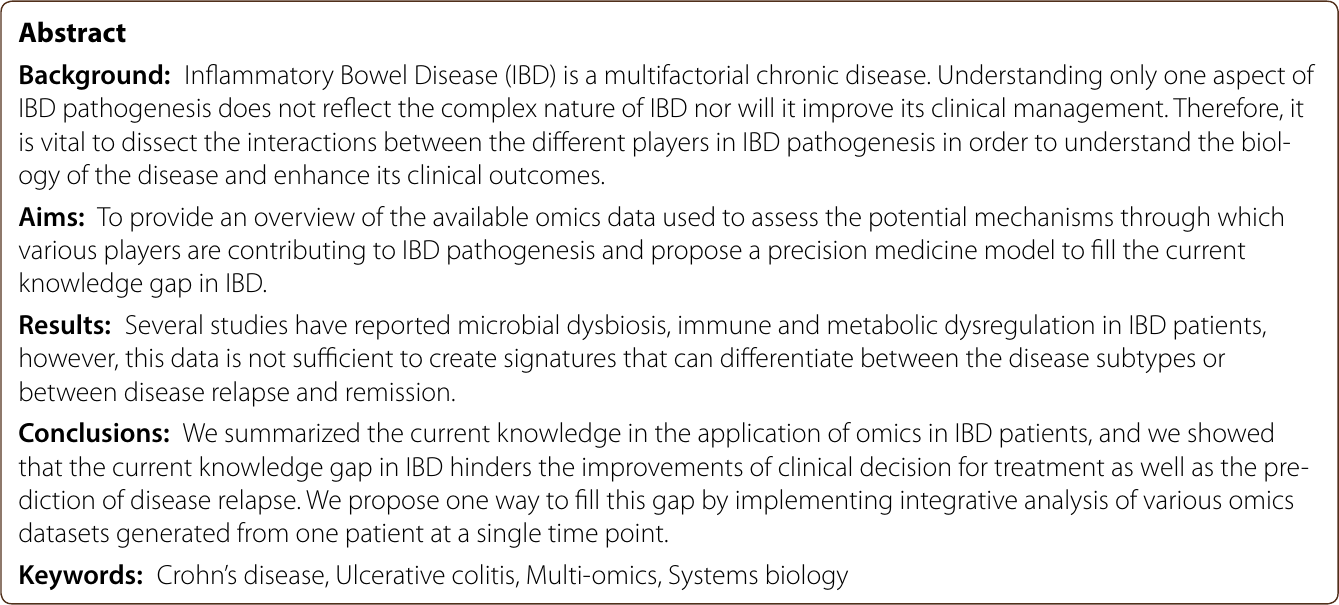 Abstract
Background: Inflammatory Bowel Disease (IBD) is a multifactorial chronic disease. Understanding only one aspect of
IBD pathogenesis does not reflect the complex nature of IBD nor will it improve its clinical management. Therefore, it
is vital to dissect the interactions between the different players in IBD pathogenesis in order to understand the biol-
ogy of the disease and enhance its clinical outcomes.
Aims: To provide an overview of the available omics data used to assess the potential mechanisms through which
various players are contributing to IBD pathogenesis and propose a precision medicine model to fill the current
knowledge gap in IBD.
Results: Several studies have reported microbial dysbiosis, immune and metabolic dysregulation in IBD patients,
however, this data is not sufficient to create signatures that can differentiate between the disease subtypes or
between disease relapse and remission.
Conclusions: We summarized the current knowledge in the application of omics in IBD patients, and we showed
that the current knowledge gap in IBD hinders the improvements of clinical decision for treatment as well as the pre-
diction of disease relapse. We propose one way to fill this gap by implementing integrative analysis of various omics
datasets generated from one patient at a single time point.
Keywords: Crohn's disease, Ulcerative colitis, Multi-omics, Systems biology